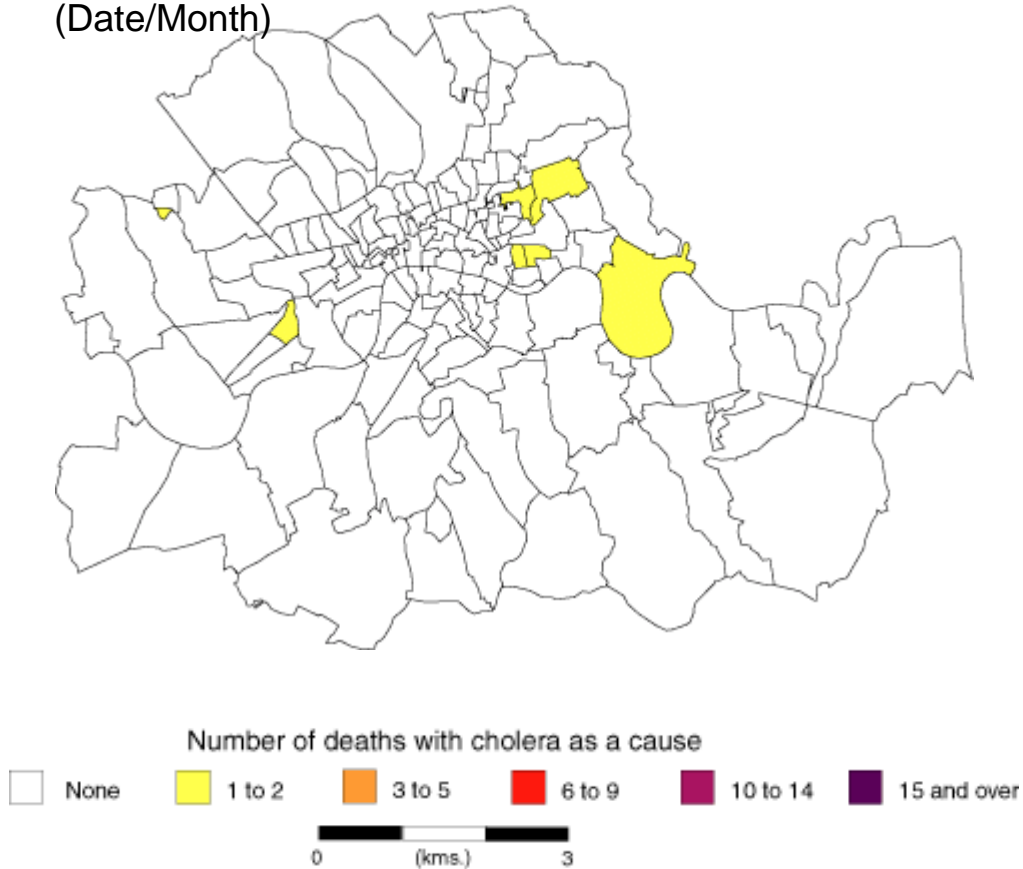 (Date/Month)
Number of deaths with cholera as a cause
None 1 to 2 3 to 5 6 to 9 10 to 14 15 and over
0 (kms.) 3